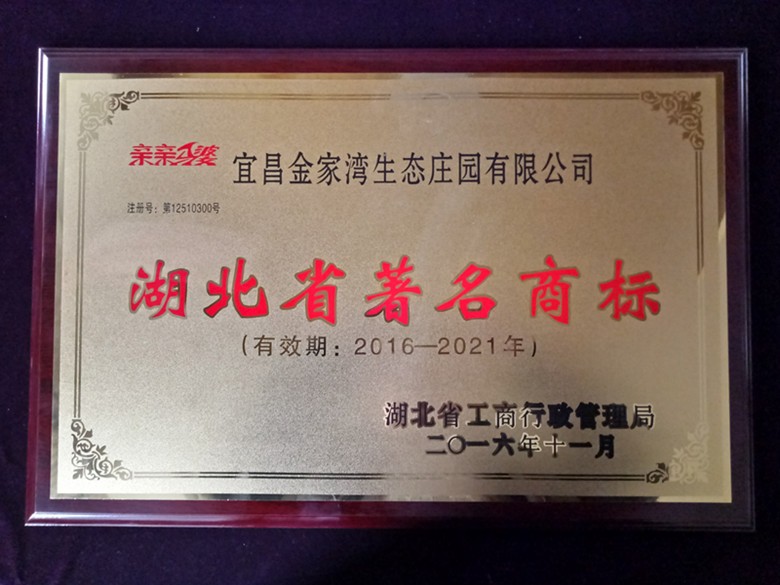 亲亲公婆
宜昌金家湾生态庄园有限公司
注册号：第12510300号
湖北省著名商标
（有效期：2016—2021年）
湖北省工商行政管理局
二〇一六年十一月